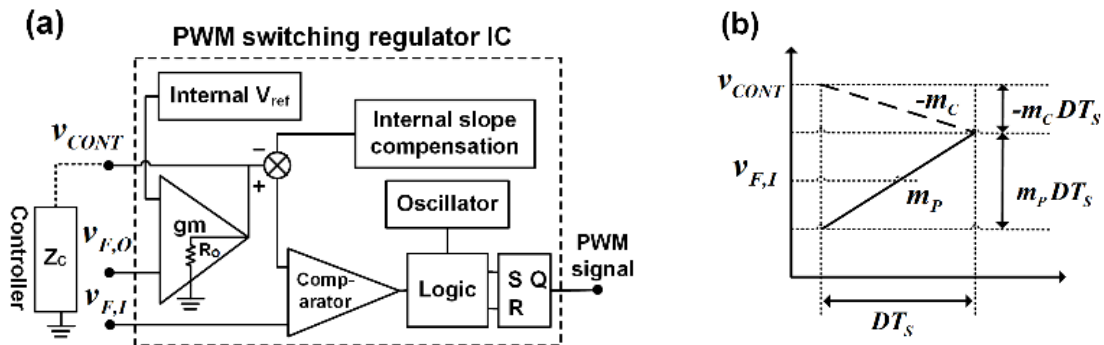 (a)
PWM switching regulator IC
Internal Vref
vCONT
Internal slope
compensation
−
+
Oscillator
Controller
ZC
vF,O
gm
RO
vF,I
Comp-
arator
Logic
S Q
R
PWM
signal
(b)
vCONT
-mC
-mC DTS
vF,I
mP
mP DTS
DTS